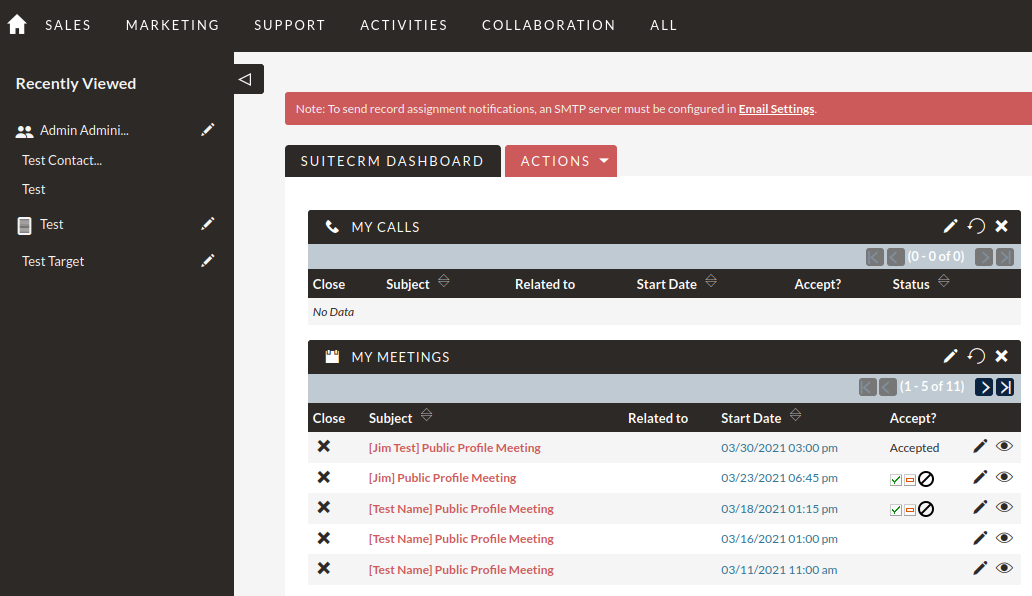 SALES MARKETING SUPPORT ACTIVITIES COLLABORATION ALL
Recently Viewed
Admin Admini...
Test Contact...
Test
Test
Test Target
Note: To send record assignment notifications, an SMTP server must be configured in Email Settings.
SUITECRM DASHBOARD ACTIONS
MY CALLS
(0 - 0 of 0)
Close Subject Related to Start Date Accept? Status
No Data
MY MEETINGS
(1 - 5 of 11)
Close Subject Related to Start Date Accept?
[Jim Test] Public Profile Meeting 03/30/2021 03:00 pm Accepted
[Jim] Public Profile Meeting 03/23/2021 06:45 pm
[Test Name] Public Profile Meeting 03/18/2021 01:15 pm
[Test Name] Public Profile Meeting 03/16/2021 01:00 pm
[Test Name] Public Profile Meeting 03/11/2021 11:00 am